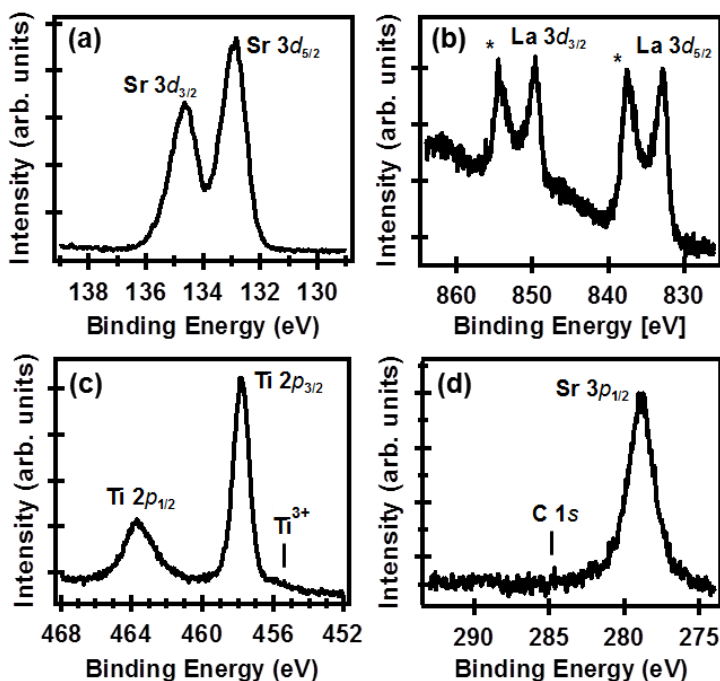 (a)
Sr 3d5/2
Sr 3d3/2
Intensity (arb. units)
138 136 134 132 130
Binding Energy (eV)
(b)
* La 3d3/2
* La 3d5/2
Intensity (arb. units)
860 850 840 830
Binding Energy [eV]
(c)
Ti 2p3/2
Ti 2p1/2
Ti3+
Intensity (arb. units)
468 464 460 456 452
Binding Energy (eV)
(d)
Sr 3p1/2
C 1s
Intensity (arb. units)
290 285 280 275
Binding Energy (eV)